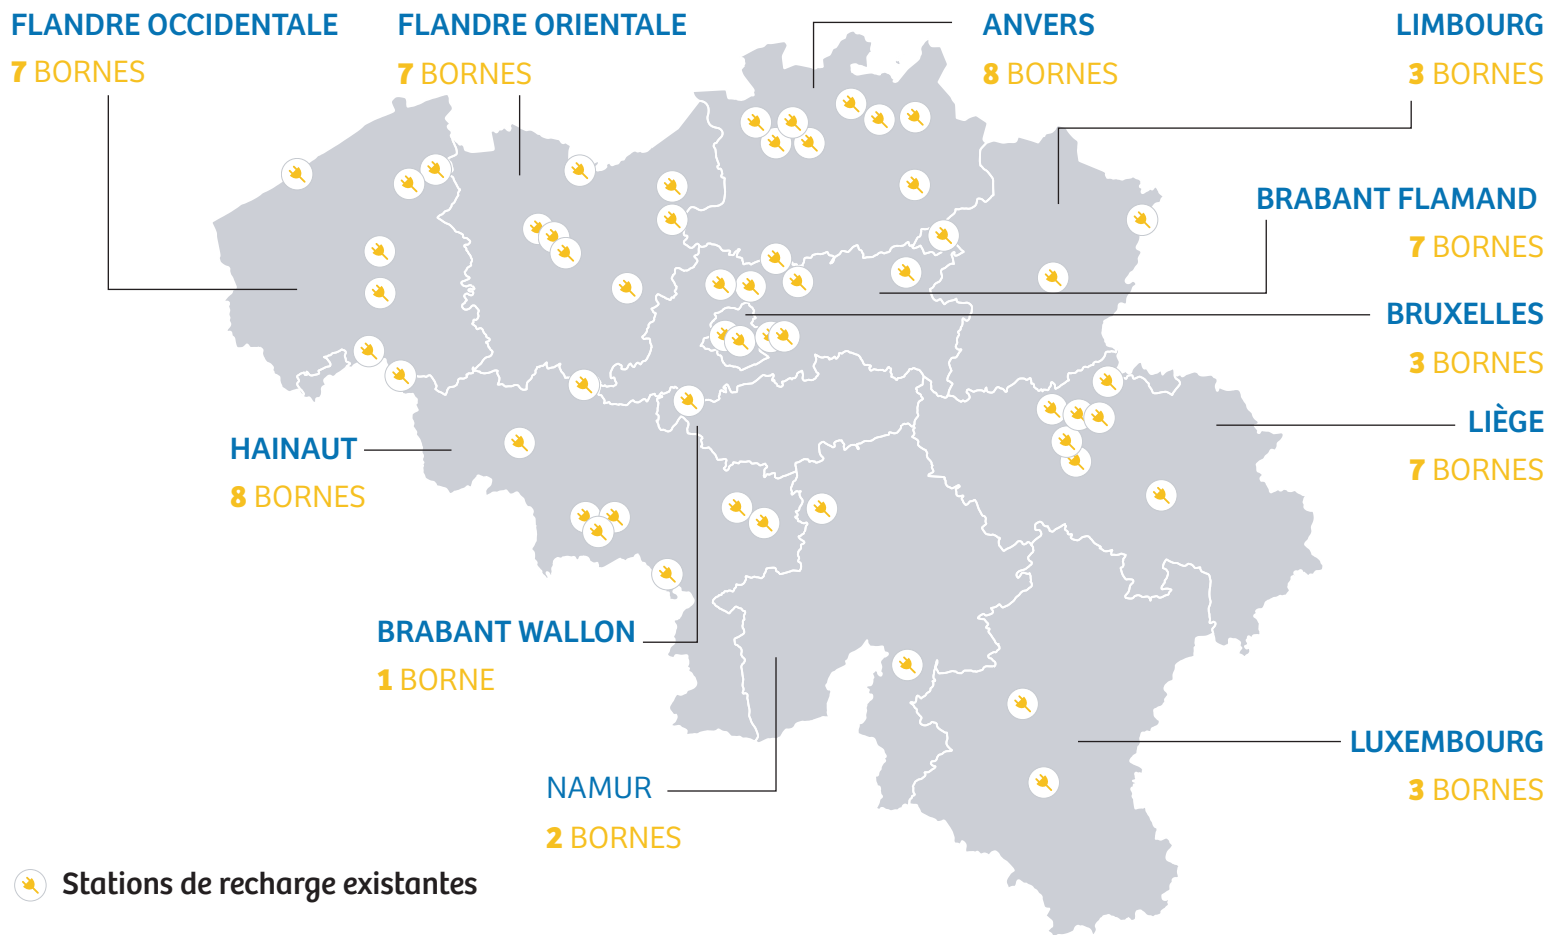 FLANDRE OCCIDENTALE
7 BORNES
FLANDRE ORIENTALE
7 BORNES
ANVERS
8 BORNES
LIMBOURG
3 BORNES
BRABANT FLAMAND
7 BORNES
BRUXELLES
3 BORNES
LIÈGE
7 BORNES
HAINAUT
8 BORNES
BRABANT WALLON
1 BORNE
NAMUR
2 BORNES
LUXEMBOURG
3 BORNES
Stations de recharge existantes